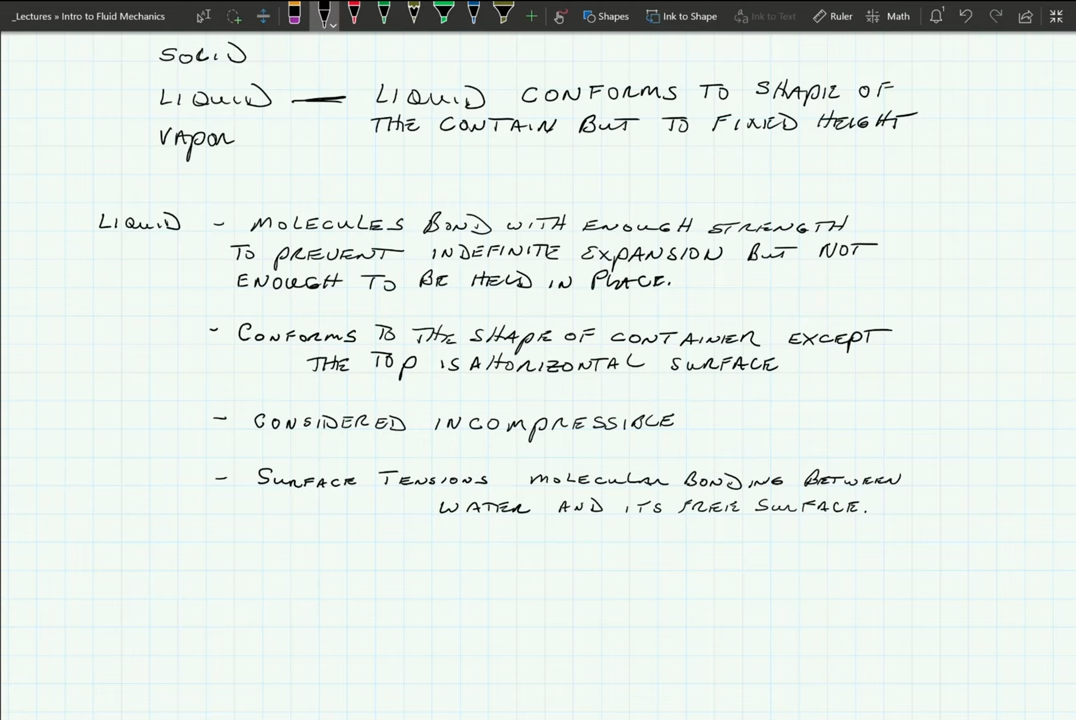 _Lectures » Intro to Fluid Mechanics
Shapes
Ink to Shape
Ink to Text
Ruler
Math
SOLID
LIQUID — LIQUID CONFORMS TO SHAPE OF
THE CONTAIN BUT TO FIXED HEIGHT
VAPOR
LIQUID - MOLECULES BOND WITH ENOUGH STRENGTH
TO PREVENT INDEFINITE EXPANSION BUT NOT
ENOUGH TO BE HELD IN PLACE.
- CONFORMS TO THE SHAPE OF CONTAINER EXCEPT
THE TOP IS A HORIZONTAL SURFACE
- CONSIDERED INCOMPRESSIBLE
- SURFACE TENSIONS MOLECULAR BONDING BETWEEN
WATER AND ITS FREE SURFACE.